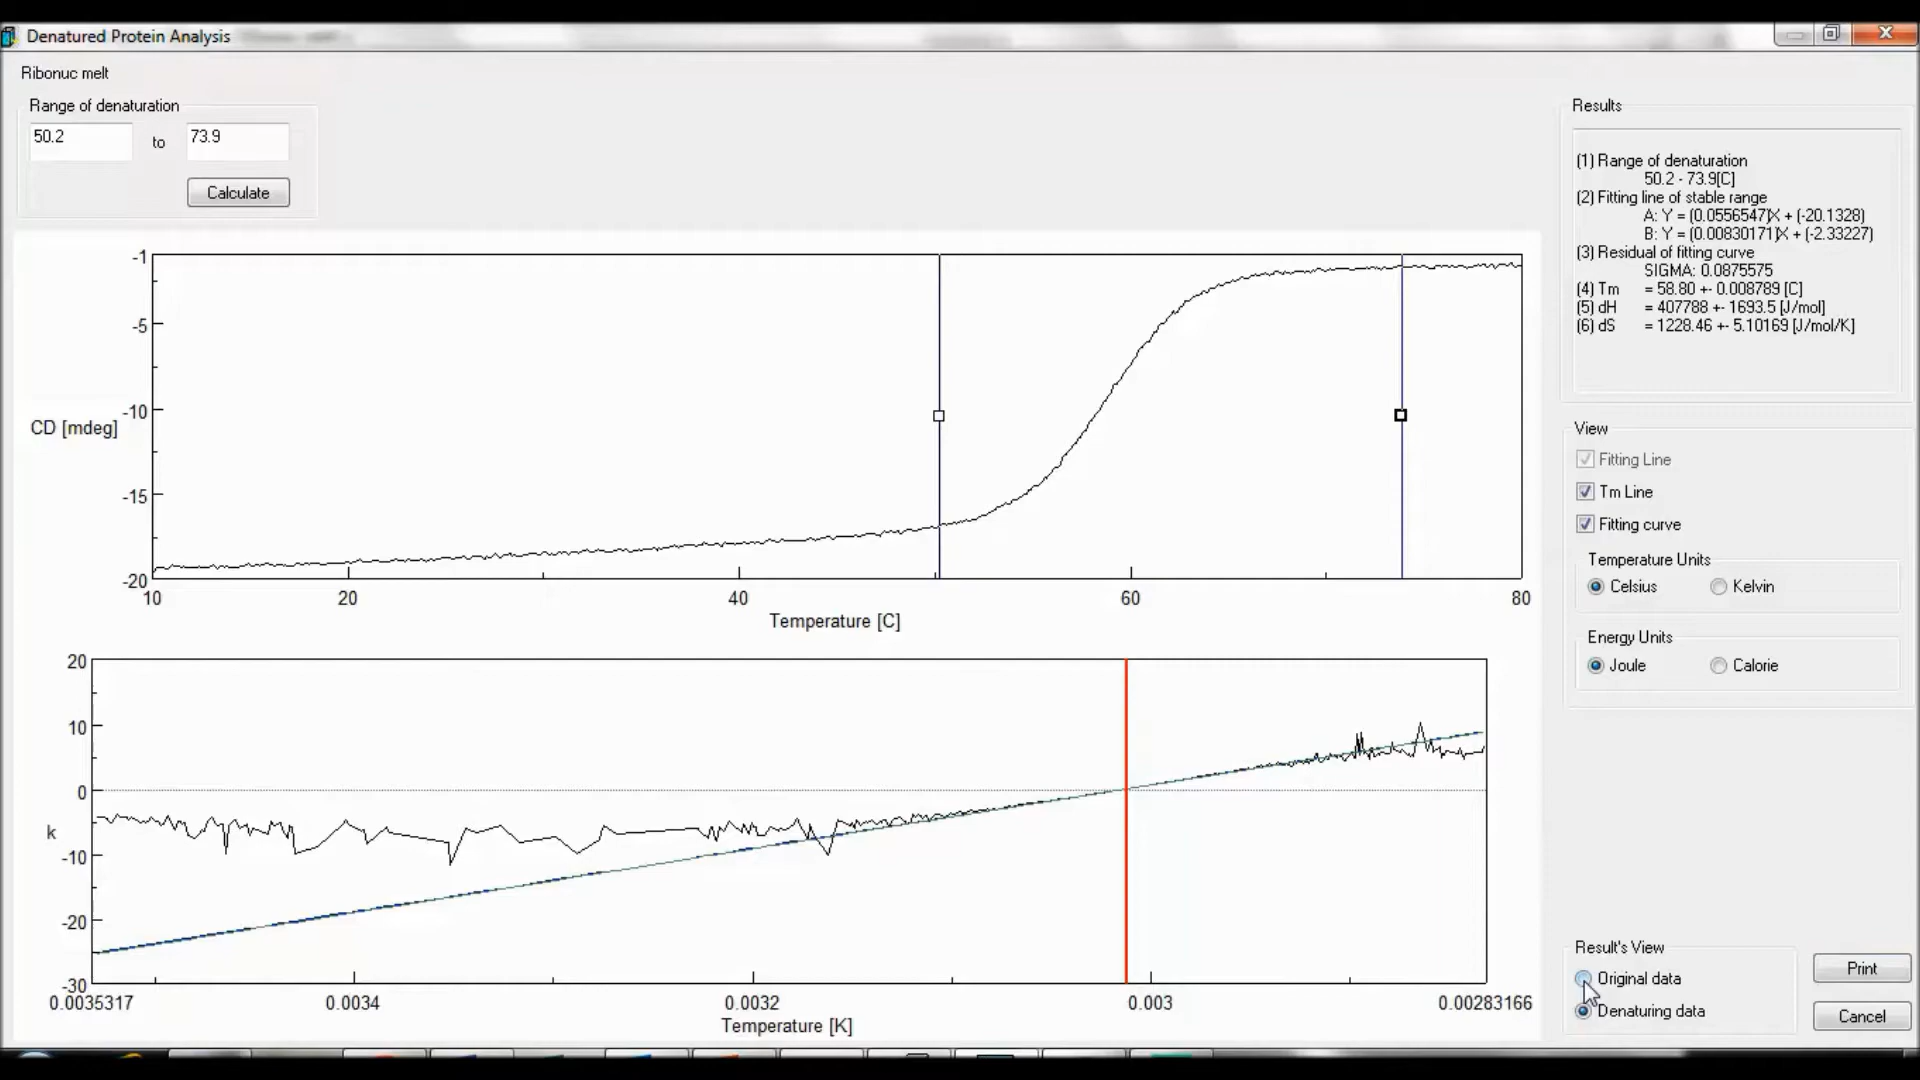 Denatured Protein Analysis
Ribonuc melt
Range of denaturation
50.2 to 73.9
Calculate
-1
-5
-10
-15
-20
CD [mdeg]
10 20 40 60 80
Temperature [C]
20
10
0
-10
-20
-30
k
0.0035317 0.0034 0.0032 0.003 0.00283166
Temperature [K]
Results
(1) Range of denaturation
50.2 - 73.9[C]
(2) Fitting line of stable range
A: Y = (0.0556547)X + (-20.1328)
B: Y = (0.00830171)X + (-2.33227)
(3) Residual of fitting curve
SIGMA: 0.0875575
(4) Tm = 58.80 +- 0.008789 [C]
(5) dH = 407788 +- 1693.5 [J/mol]
(6) dS = 1228.46 +- 5.10169 [J/mol/K]
View
Fitting Line
Tm Line
Fitting curve
Temperature Units
Celsius Kelvin
Energy Units
Joule Calorie
Result's View
Original data
Denaturing data
Print
Cancel